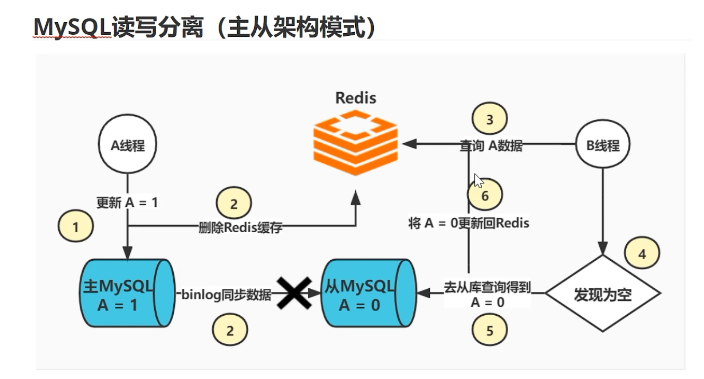 MySQL读写分离（主从架构模式）
Redis
3
A线程
查询 A数据
B线程
更新 A = 1
2
6
1
删除Redis缓存
将 A = 0更新回Redis
4
主MySQL
A = 1
binlog同步数据
从MySQL
A = 0
去从库查询得到
A = 0
发现为空
2
5